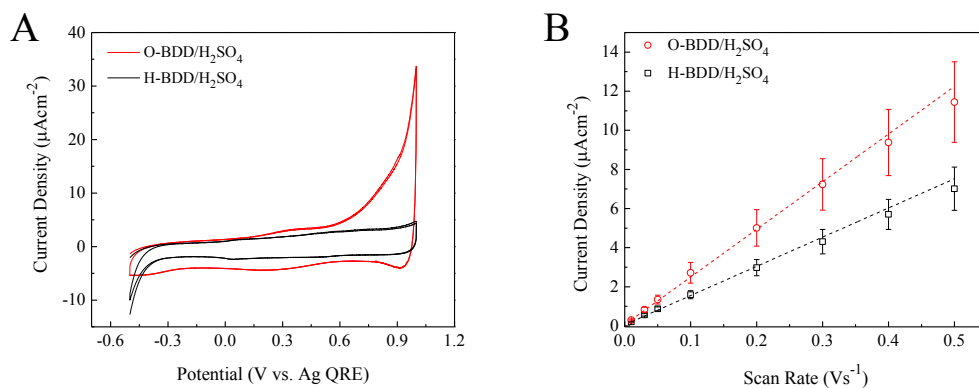 A
O-BDD/H₂SO₄
H-BDD/H₂SO₄
Current Density (µAcm⁻²)
40
30
20
10
0
-10
-0.6 -0.3 0.0 0.3 0.6 0.9 1.2
Potential (V vs. Ag QRE)
B
O-BDD/H₂SO₄
H-BDD/H₂SO₄
Current Density (µAcm⁻²)
14
12
10
8
6
4
2
0
0.0 0.1 0.2 0.3 0.4 0.5
Scan Rate (Vs⁻¹)